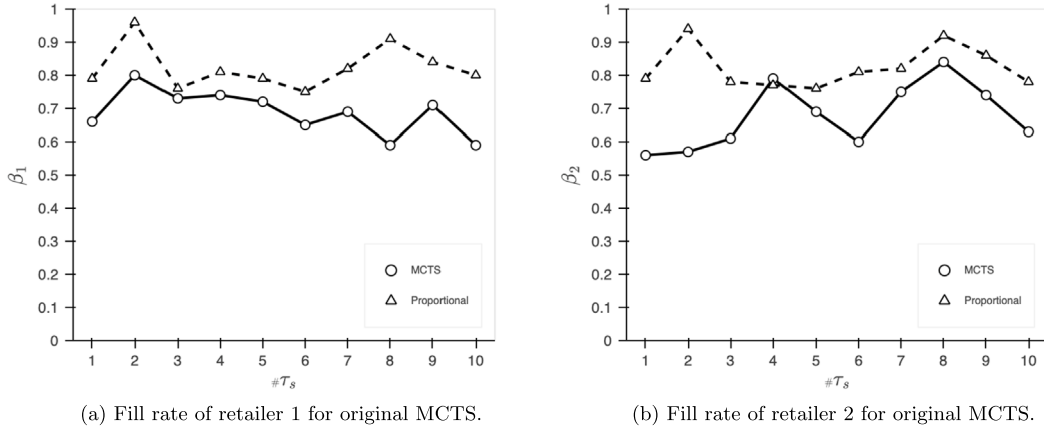 1
0.9
0.8
0.7
0.6
0.5
0.4
0.3
0.2
0.1
0
β1
MCTS
Proportional
1 2 3 4 5 6 7 8 9 10
#τs
(a) Fill rate of retailer 1 for original MCTS.
1
0.9
0.8
0.7
0.6
0.5
0.4
0.3
0.2
0.1
0
β2
MCTS
Proportional
1 2 3 4 5 6 7 8 9 10
#τs
(b) Fill rate of retailer 2 for original MCTS.